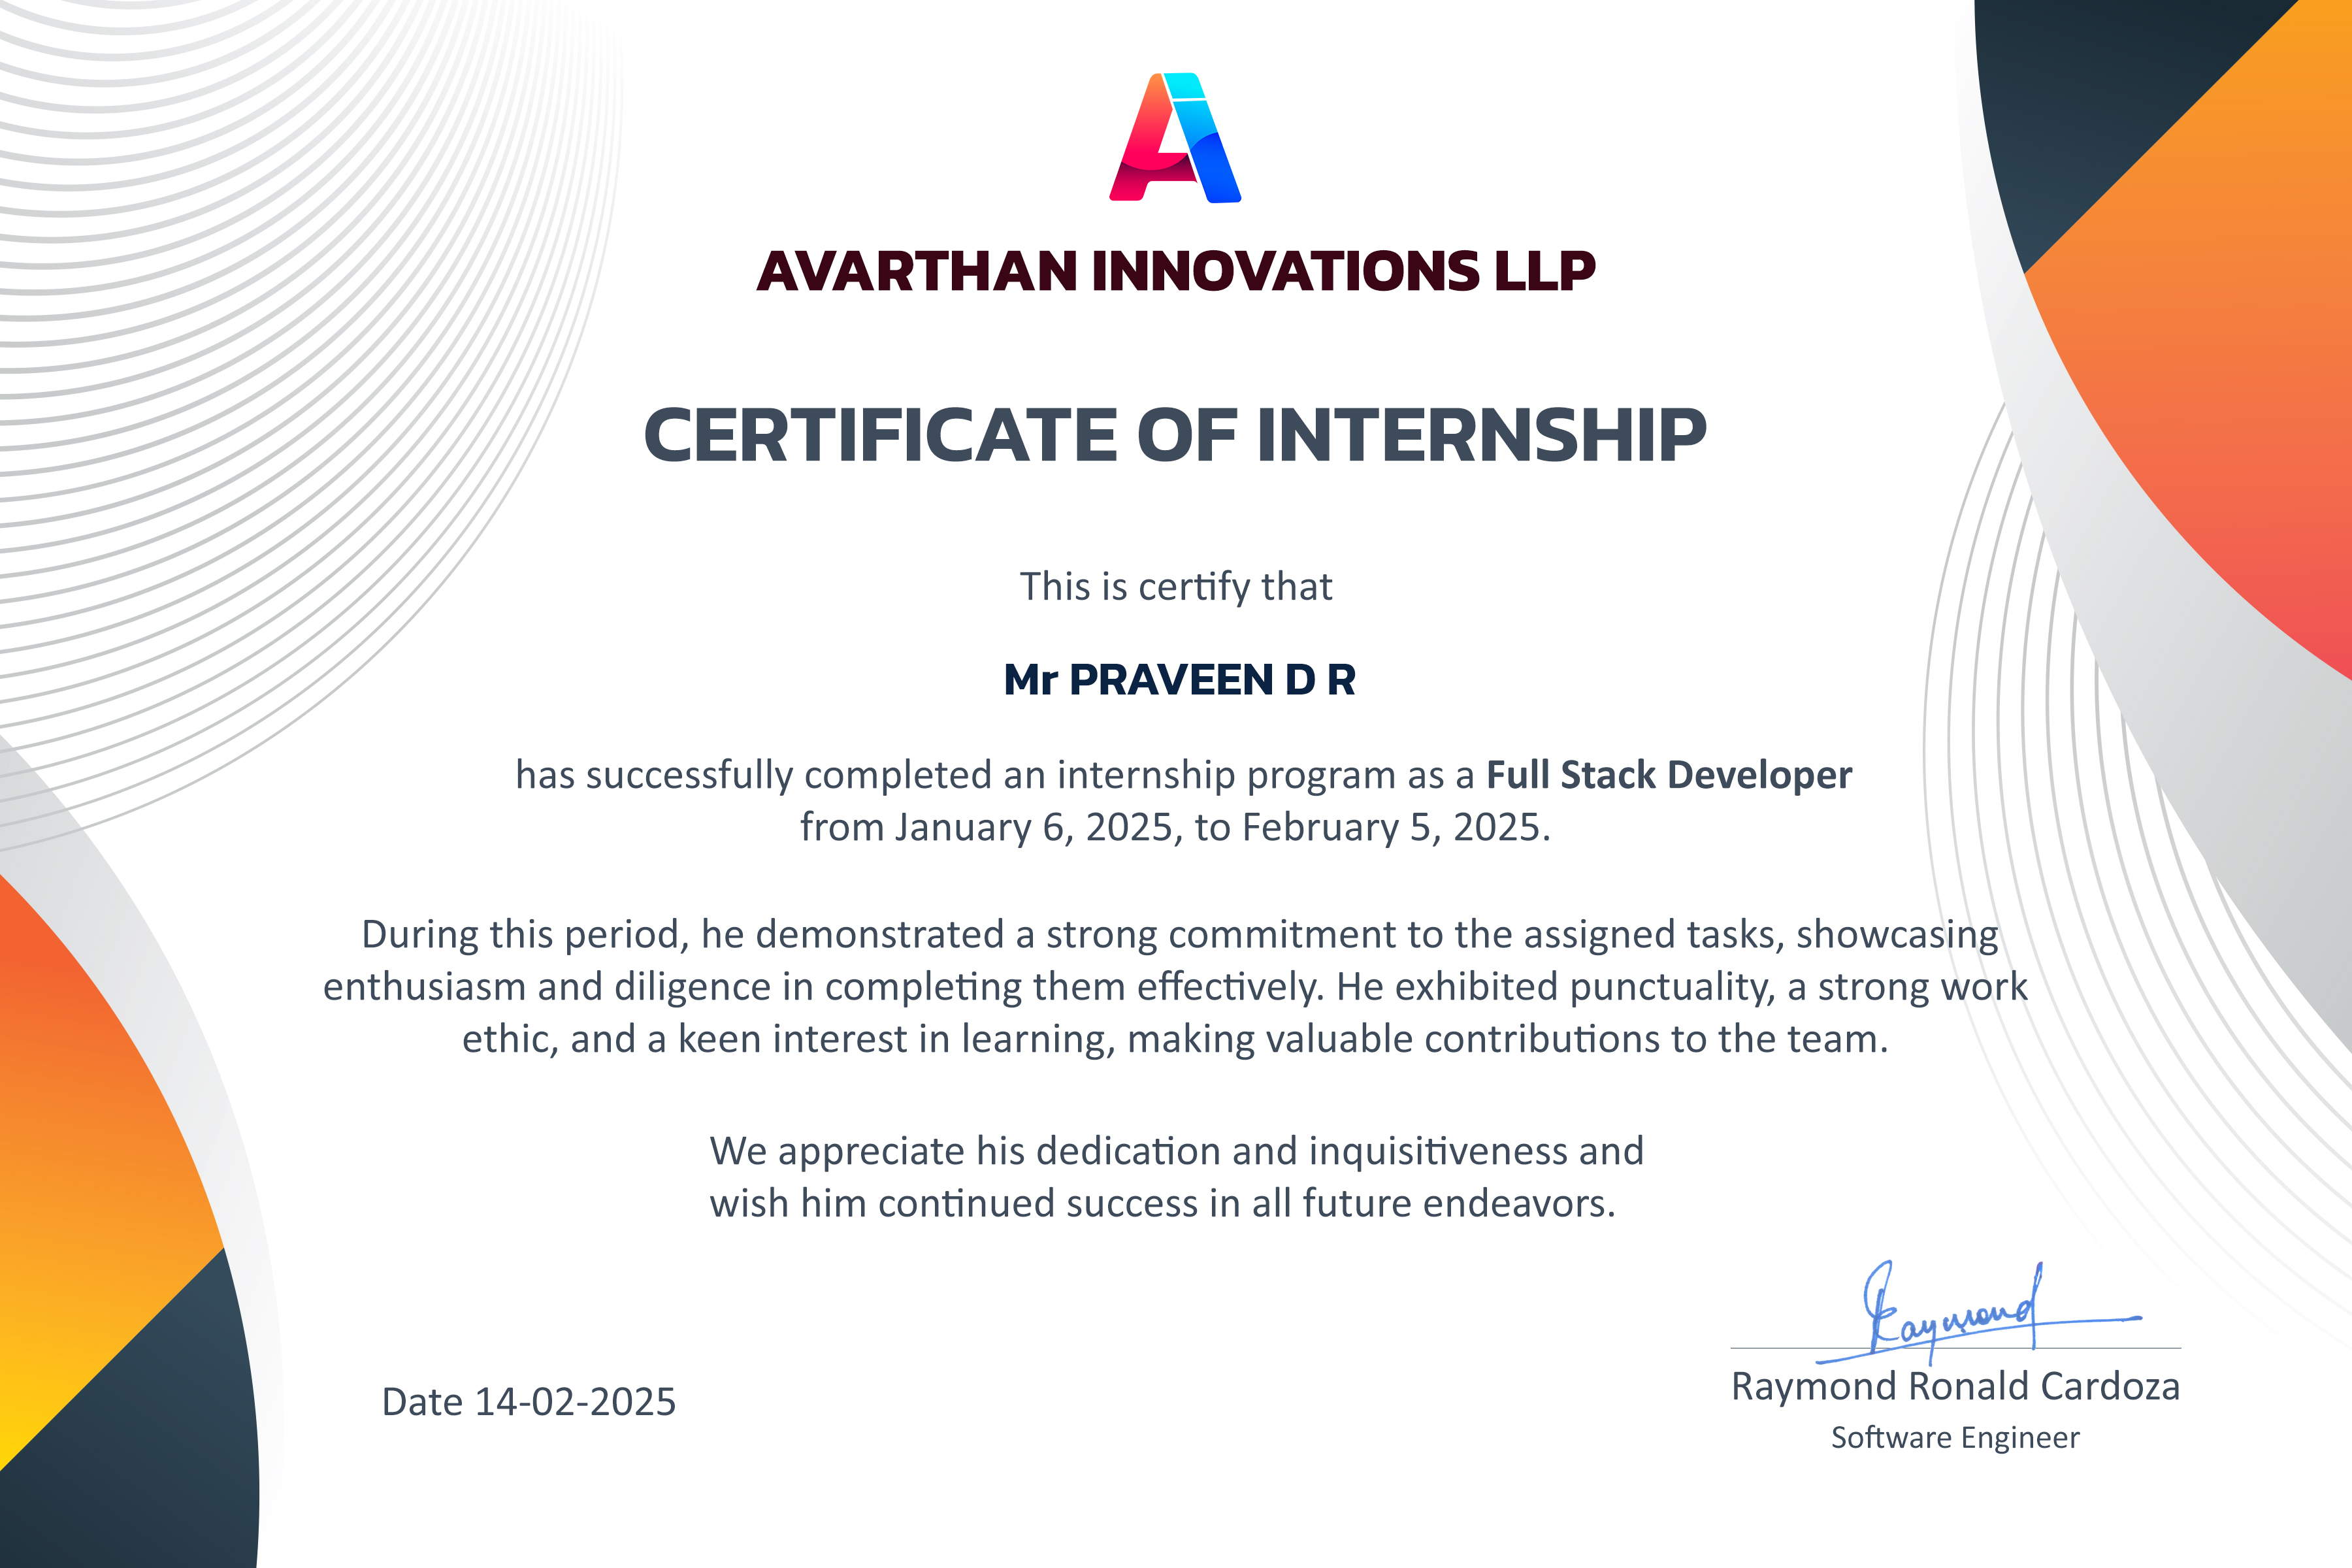 AVARTHAN INNOVATIONS LLP
CERTIFICATE OF INTERNSHIP
This is certify that
Mr PRAVEEN D R
has successfully completed an internship program as a Full Stack Developer
from January 6, 2025, to February 5, 2025.
During this period, he demonstrated a strong commitment to the assigned tasks, showcasing
enthusiasm and diligence in completing them effectively. He exhibited punctuality, a strong work
ethic, and a keen interest in learning, making valuable contributions to the team.
We appreciate his dedication and inquisitiveness and
wish him continued success in all future endeavors.
Raymond
Raymond Ronald Cardoza
Date 14-02-2025
Software Engineer